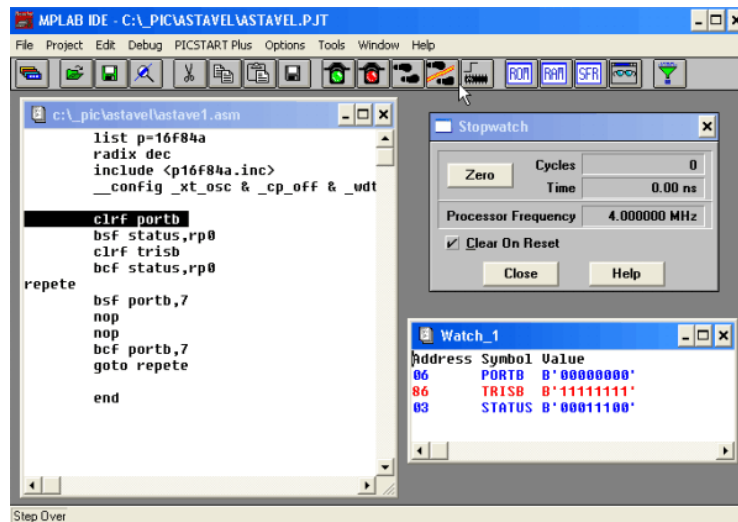 MPLAB IDE - C:\_PIC\ASTAVEL\ASTAVEL.PJT
File Project Edit Debug PICSTART Plus Options Tools Window Help
ROM RAM SFR
c:\_pic\astavel\astave1.asm
list p=16f84a
radix dec
include <p16f84a.inc>
__config _xt_osc & _cp_off & _wdt
clrf portb
bsf status,rp0
clrf trisb
bcf status,rp0
repete
bsf portb,7
nop
nop
bcf portb,7
goto repete
end
Stopwatch
Zero
Cycles 0
Time 0.00 ns
Processor Frequency 4.000000 MHz
Clear On Reset
Close Help
Watch_1
Address Symbol Value
06 PORTB B'00000000'
86 TRISB B'11111111'
03 STATUS B'00011100'
Step Over